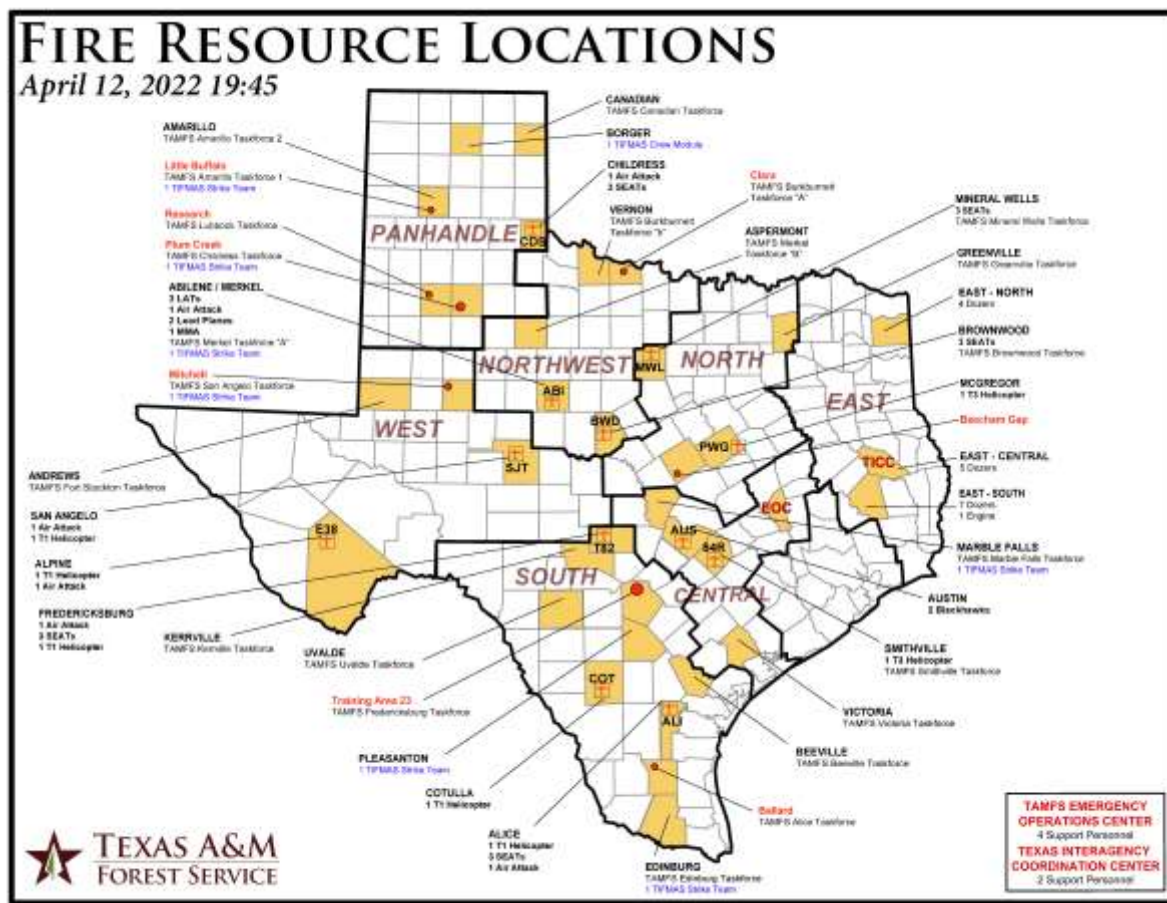 FIRE RESOURCE LOCATIONS
April 12, 2022 19:45
CANADIAN
TAMFS Canadian Taskforce
AMARILLO
TAMFS Amarillo Taskforce 2
BORGER
1 TIFMAS Crew Module
Little Buffalo
TAMFS Amarillo Taskforce 1
1 TIFMAS Strike Team
CHILDRESS
1 Air Attack
3 SEATs
Clara
TAMFS Burkburnett
Taskforce "A"
MINERAL WELLS
3 SEATs
TAMFS Mineral Wells Taskforce
Research
TAMFS Lubbock Taskforce
VERNON
TAMFS Burkburnett
Taskforce
ASPERMONT
TAMFS Merkel
Taskforce "B"
Plum Creek
TAMFS Childress Taskforce
1 TIFMAS Strike Team
GREENVILLE
TAMFS Greenville Taskforce
ABILENE / MERKEL
3 LATs
1 Air Attack
2 Lead Planes
1 MMA
TAMFS Merkel Taskforce "A"
1 TIFMAS Strike Team
EAST - NORTH
4 Dozers
BROWNWOOD
3 SEATs
TAMFS Brownwood Taskforce
Mitchell
TAMFS San Angelo Taskforce
1 TIFMAS Strike Team
MCGREGOR
1 T3 Helicopter
Beecham Gap
PANHANDLE
CDS
NORTHWEST
NORTH
MWL
ABI
EAST
WEST
BWD
PWG
SJT
TICC
EOC
E38
AUS
84R
T82
SOUTH
CENTRAL
COT
ALI
ANDREWS
TAMFS Fort Stockton Taskforce
EAST - CENTRAL
5 Dozers
SAN ANGELO
1 Air Attack
1 T1 Helicopter
EAST - SOUTH
7 Dozers
1 Engine
ALPINE
1 T1 Helicopter
1 Air Attack
MARBLE FALLS
TAMFS Marble Falls Taskforce
1 TIFMAS Strike Team
FREDERICKSBURG
1 Air Attack
3 SEATs
1 T1 Helicopter
AUSTIN
2 Blackhawks
KERRVILLE
TAMFS Kerrville Taskforce
UVALDE
TAMFS Uvalde Taskforce
SMITHVILLE
1 T3 Helicopter
TAMFS Smithville Taskforce
Training Area 23
TAMFS Fredericksburg Taskforce
VICTORIA
TAMFS Victoria Taskforce
PLEASANTON
1 TIFMAS Strike Team
BEEVILLE
TAMFS Beeville Taskforce
COTULLA
1 T1 Helicopter
Ballard
TAMFS Alice Taskforce
ALICE
1 T1 Helicopter
3 SEATs
1 Air Attack
EDINBURG
TAMFS Edinburg Taskforce
1 TIFMAS Strike Team
TEXAS A&M
FOREST SERVICE
TAMFS EMERGENCY
OPERATIONS CENTER
4 Support Personnel
TEXAS INTERAGENCY
COORDINATION CENTER
2 Support Personnel